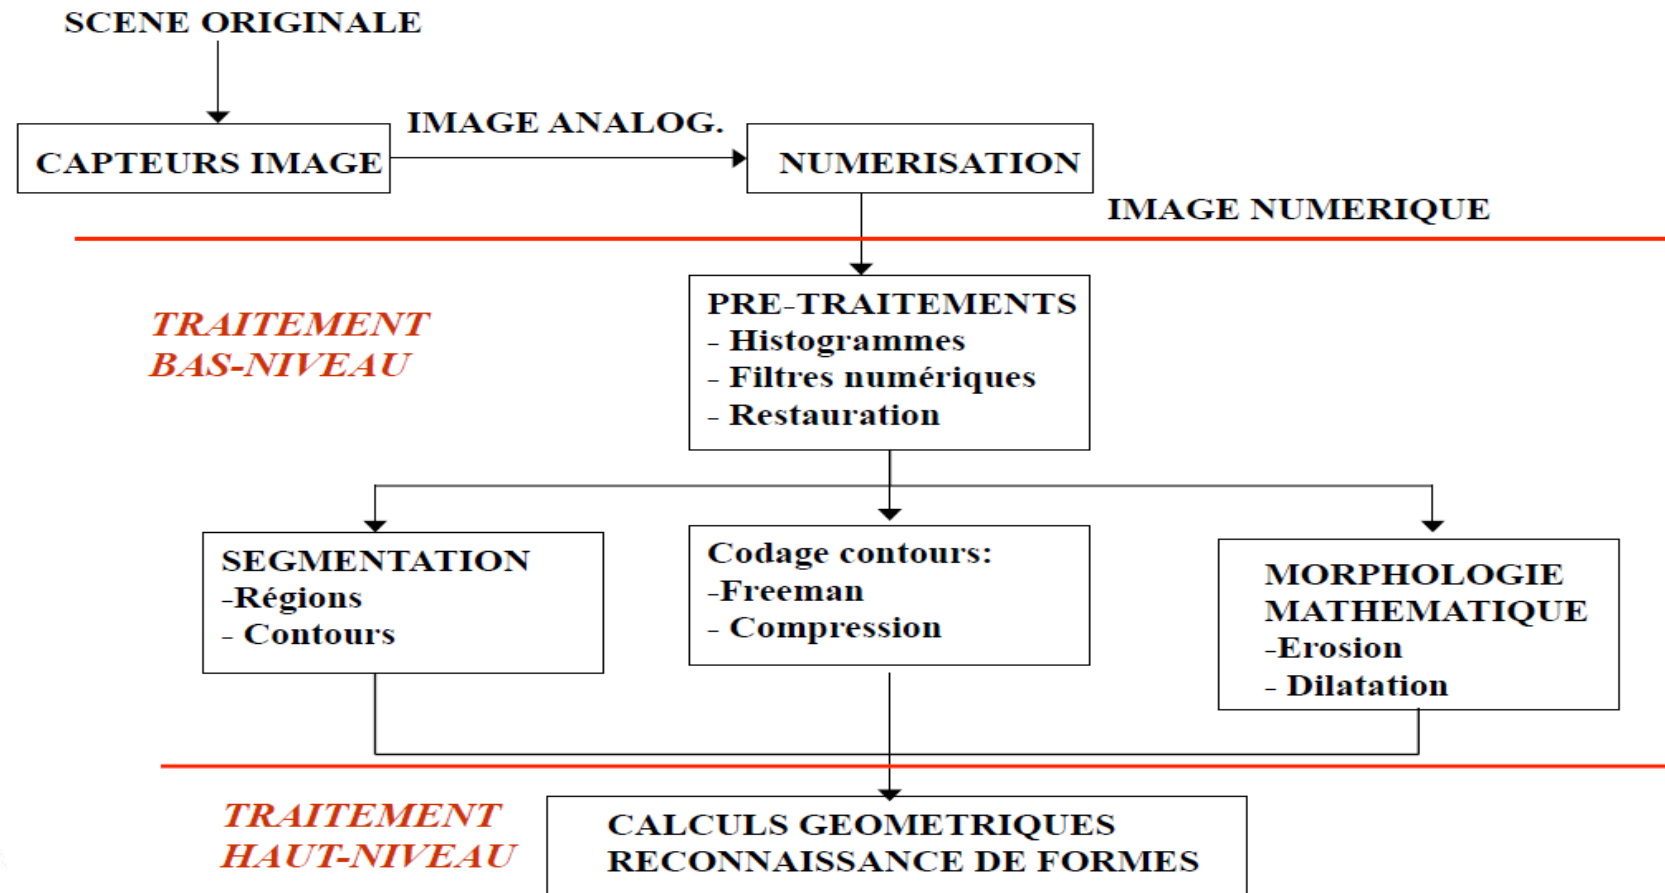 SCENE ORIGINALE
IMAGE ANALOG.
CAPTEURS IMAGE
NUMERISATION
IMAGE NUMERIQUE
TRAITEMENT
BAS-NIVEAU
PRE-TRAITEMENTS
- Histogrammes
- Filtres numériques
- Restauration
SEGMENTATION
-Régions
- Contours
Codage contours:
-Freeman
- Compression
MORPHOLOGIE
MATHEMATIQUE
-Erosion
- Dilatation
TRAITEMENT
HAUT-NIVEAU
CALCULS GEOMETRIQUES
RECONNAISSANCE DE FORMES